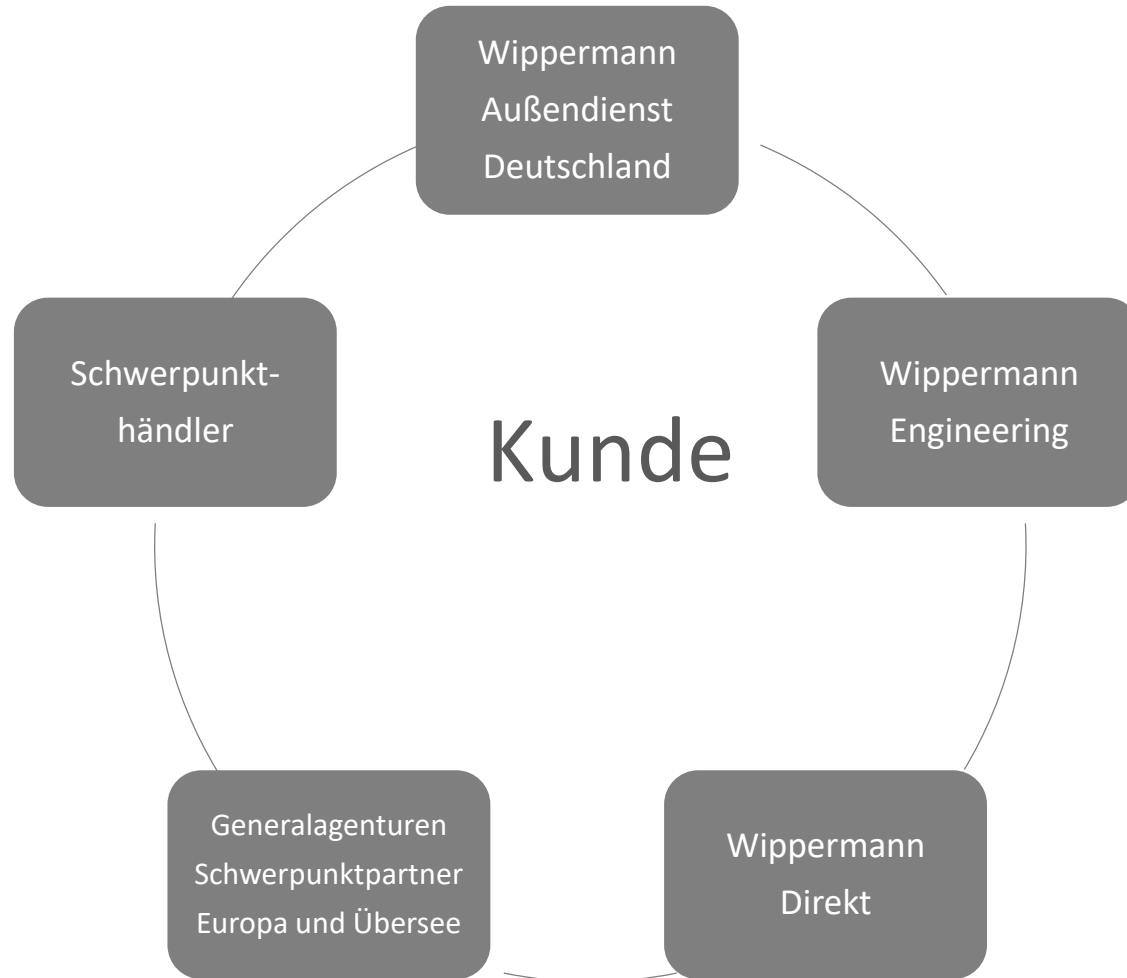 Wippermann
Außendienst
Deutschland
Schwerpunkt-
händler
Kunde
Wippermann
Engineering
Generalagenturen
Schwerpunktpartner
Europa und Übersee
Wippermann
Direkt